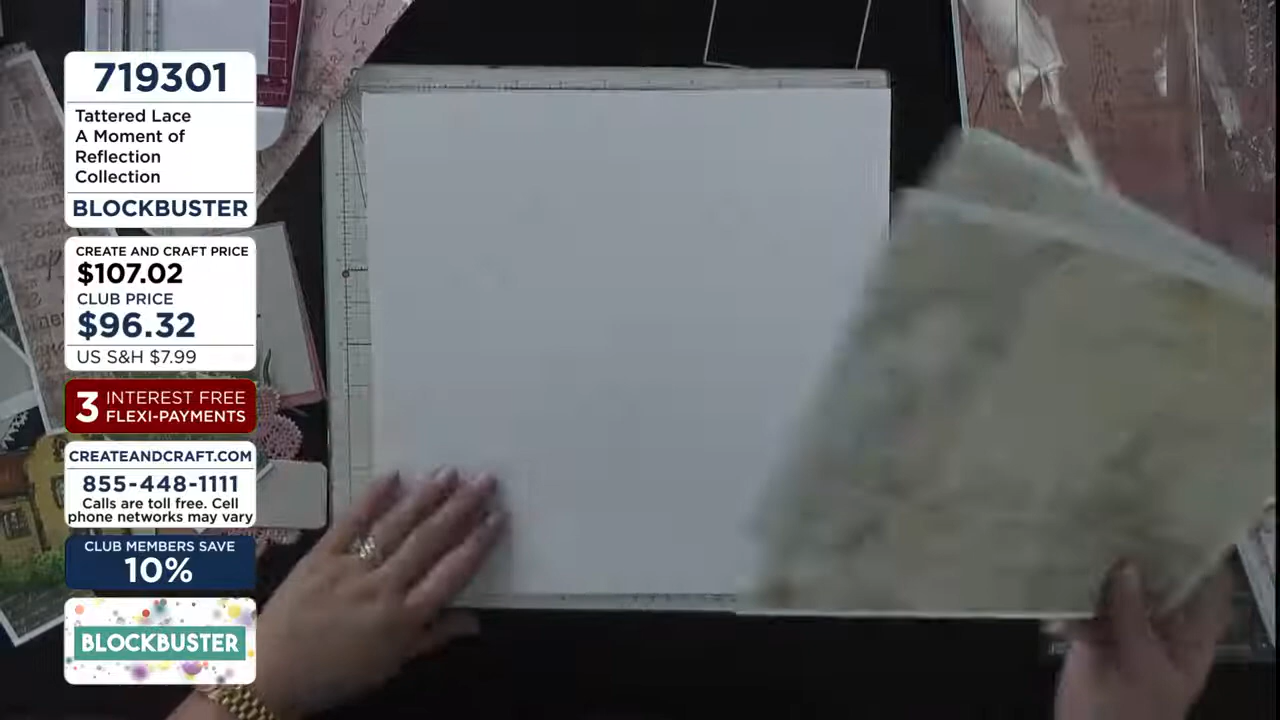 719301
Tattered Lace
A Moment of
Reflection
Collection
BLOCKBUSTER
CREATE AND CRAFT PRICE
$107.02
CLUB PRICE
$96.32
US S&H $7.99
3 INTEREST FREE
FLEXI-PAYMENTS
CREATEANDCRAFT.COM
855-448-1111
Calls are toll free. Cell
phone networks may vary
CLUB MEMBERS SAVE
10%
BLOCKBUSTER